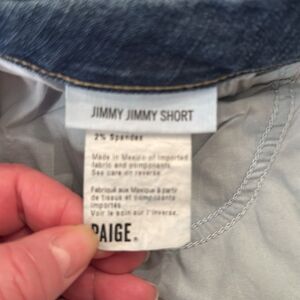 JIMMY JIMMY SHORT
2% Spandex
Made in Mexico of imported
fabric and components.
See care on reverse.
Fabriqué aux Mexique à partir
de tissus et composants
importés.
Voir le soin sur l'inverse.
PAIGE.